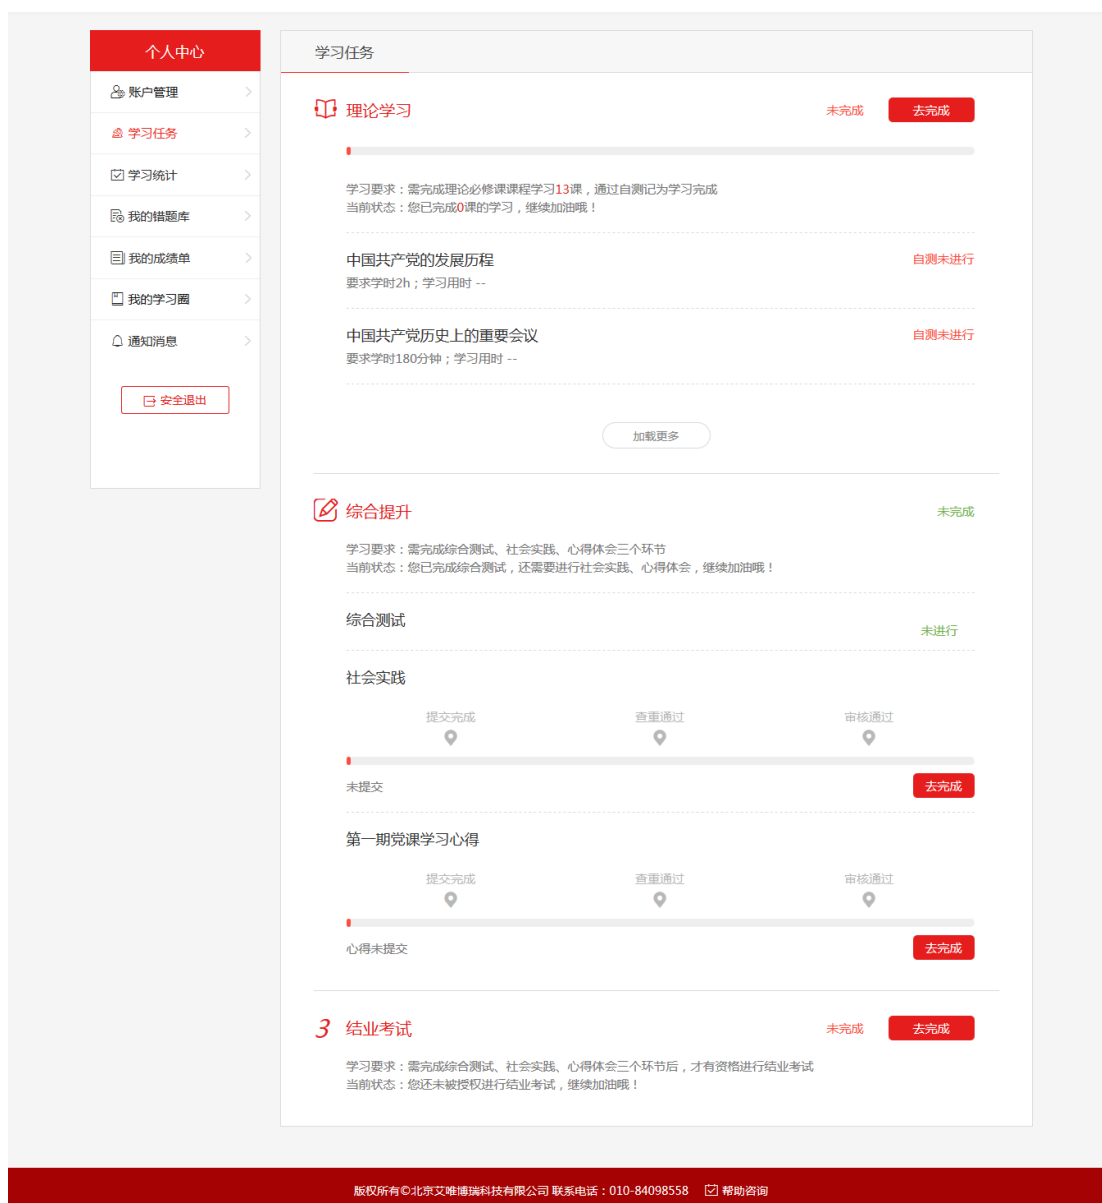 个人中心
账户管理
学习任务
学习统计
我的错题库
我的成绩单
我的学习圈
通知消息
安全退出
学习任务
理论学习 未完成 去完成
学习要求：需完成理论必修课课程学习13课，通过自测记为学习完成
当前状态：您已完成0课的学习，继续加油哦！
中国共产党的发展历程 自测未进行
要求学时2h；学习用时 --
中国共产党历史上的重要会议 自测未进行
要求学时180分钟；学习用时 --
加载更多
综合提升 未完成
学习要求：需完成综合测试、社会实践、心得体会三个环节
当前状态：您已完成综合测试，还需要进行社会实践、心得体会，继续加油哦！
综合测试 未进行
社会实践
提交完成 查重通过 审核通过
未提交 去完成
第一期党课学习心得
提交完成 查重通过 审核通过
心得未提交 去完成
3 结业考试 未完成 去完成
学习要求：需完成综合测试、社会实践、心得体会三个环节后，才有资格进行结业考试
当前状态：您还未被授权进行结业考试，继续加油哦！
版权所有©北京艾唯博瑞科技有限公司 联系电话：010-84098558 帮助咨询